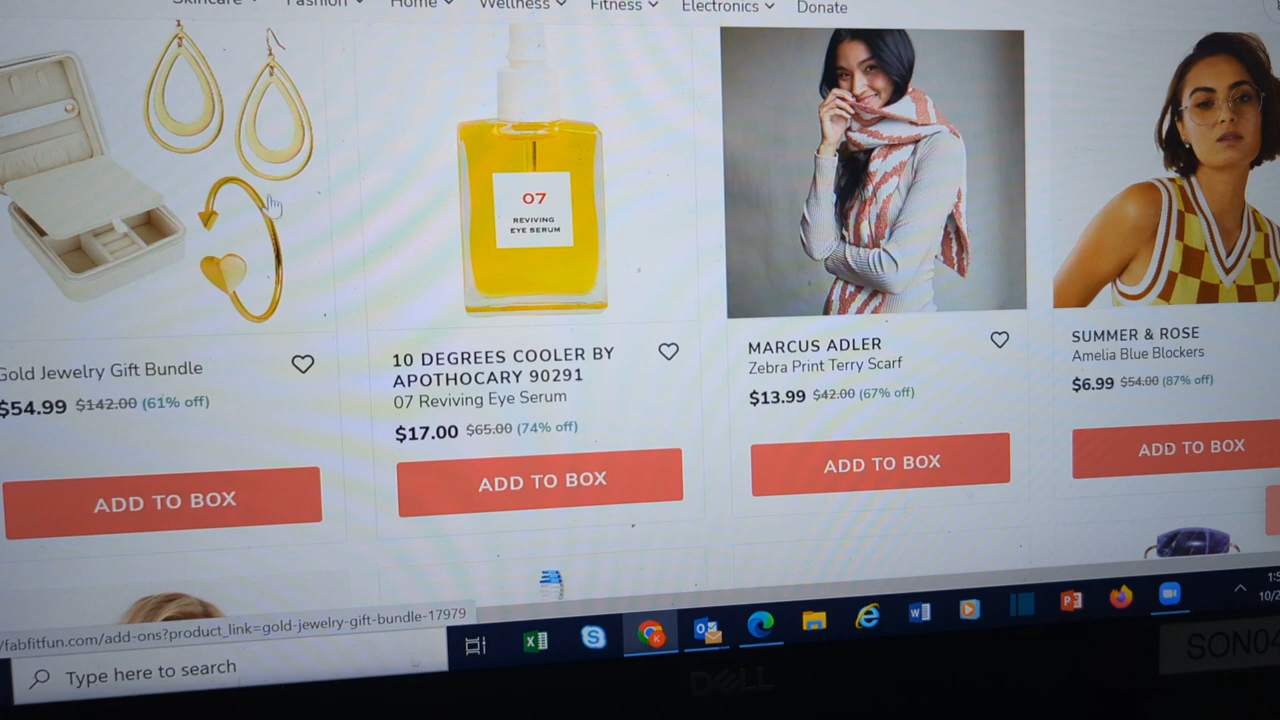 Skincare Fashion Home Wellness Fitness Electronics Donate
07
REVIVING
EYE SERUM
Gold Jewelry Gift Bundle
$54.99 $142.00 (61% off)
ADD TO BOX
10 DEGREES COOLER BY
APOTHOCARY 90291
07 Reviving Eye Serum
$17.00 $65.00 (74% off)
ADD TO BOX
MARCUS ADLER
Zebra Print Terry Scarf
$13.99 $42.00 (67% off)
ADD TO BOX
SUMMER & ROSE
Amelia Blue Blockers
$6.99 $54.00 (87% off)
ADD TO BOX
/fabfitfun.com/add-ons?product_link=gold-jewelry-gift-bundle-17979
Type here to search
DELL
SON04